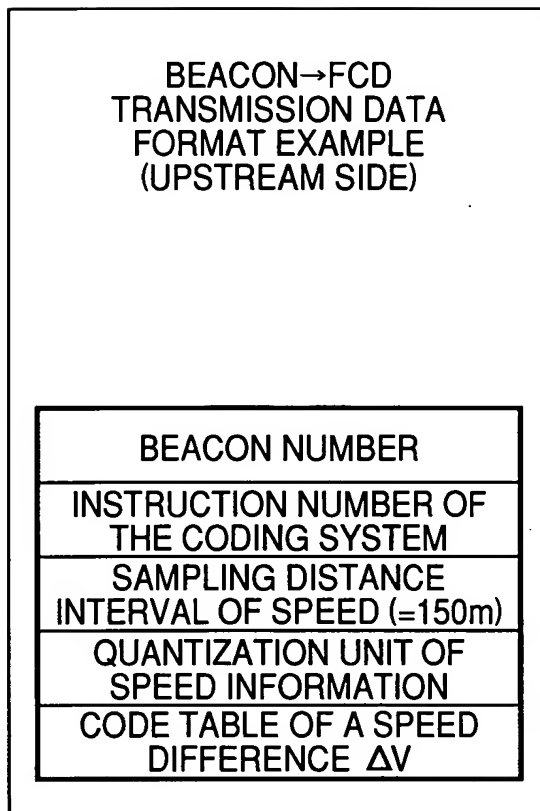 BEACON→FCD
TRANSMISSION DATA
FORMAT EXAMPLE
(UPSTREAM SIDE)
BEACON NUMBER
INSTRUCTION NUMBER OF
THE CODING SYSTEM
SAMPLING DISTANCE
INTERVAL OF SPEED (=150m)
QUANTIZATION UNIT OF
SPEED INFORMATION
CODE TABLE OF A SPEED
DIFFERENCE ΔV